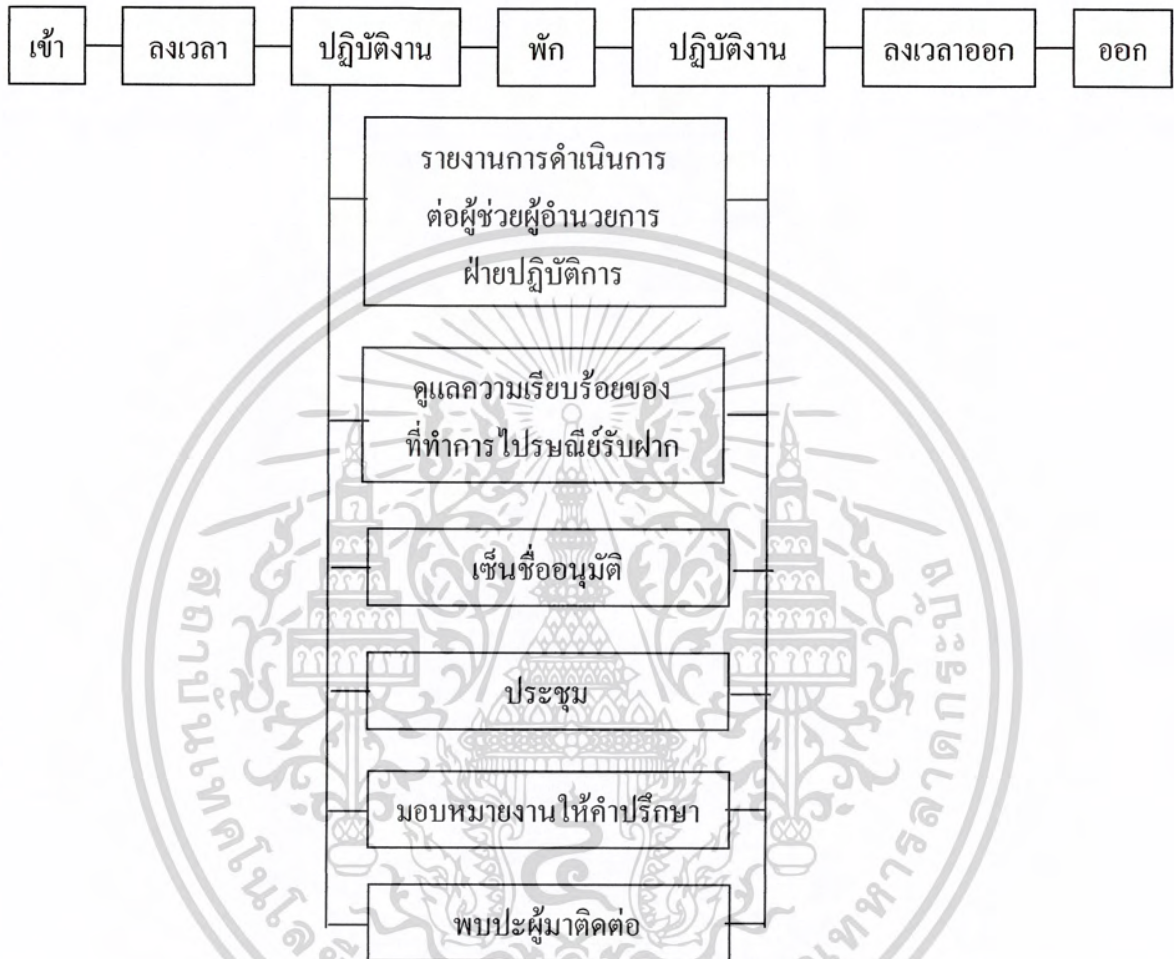 เข้า
ลงเวลา
ปฏิบัติงาน
พัก
ปฏิบัติงาน
ลงเวลาออก
ออก
รายงานการดำเนินการ
ต่อผู้ช่วยผู้อำนวยการ
ฝ่ายปฏิบัติการ
ดูแลความเรียบร้อยของ
ที่ทำการไปรษณีย์รับฝาก
เซ็นชื่ออนุมัติ
ประชุม
มอบหมายงานให้คำปรึกษา
พบปะผู้มาติดต่อ